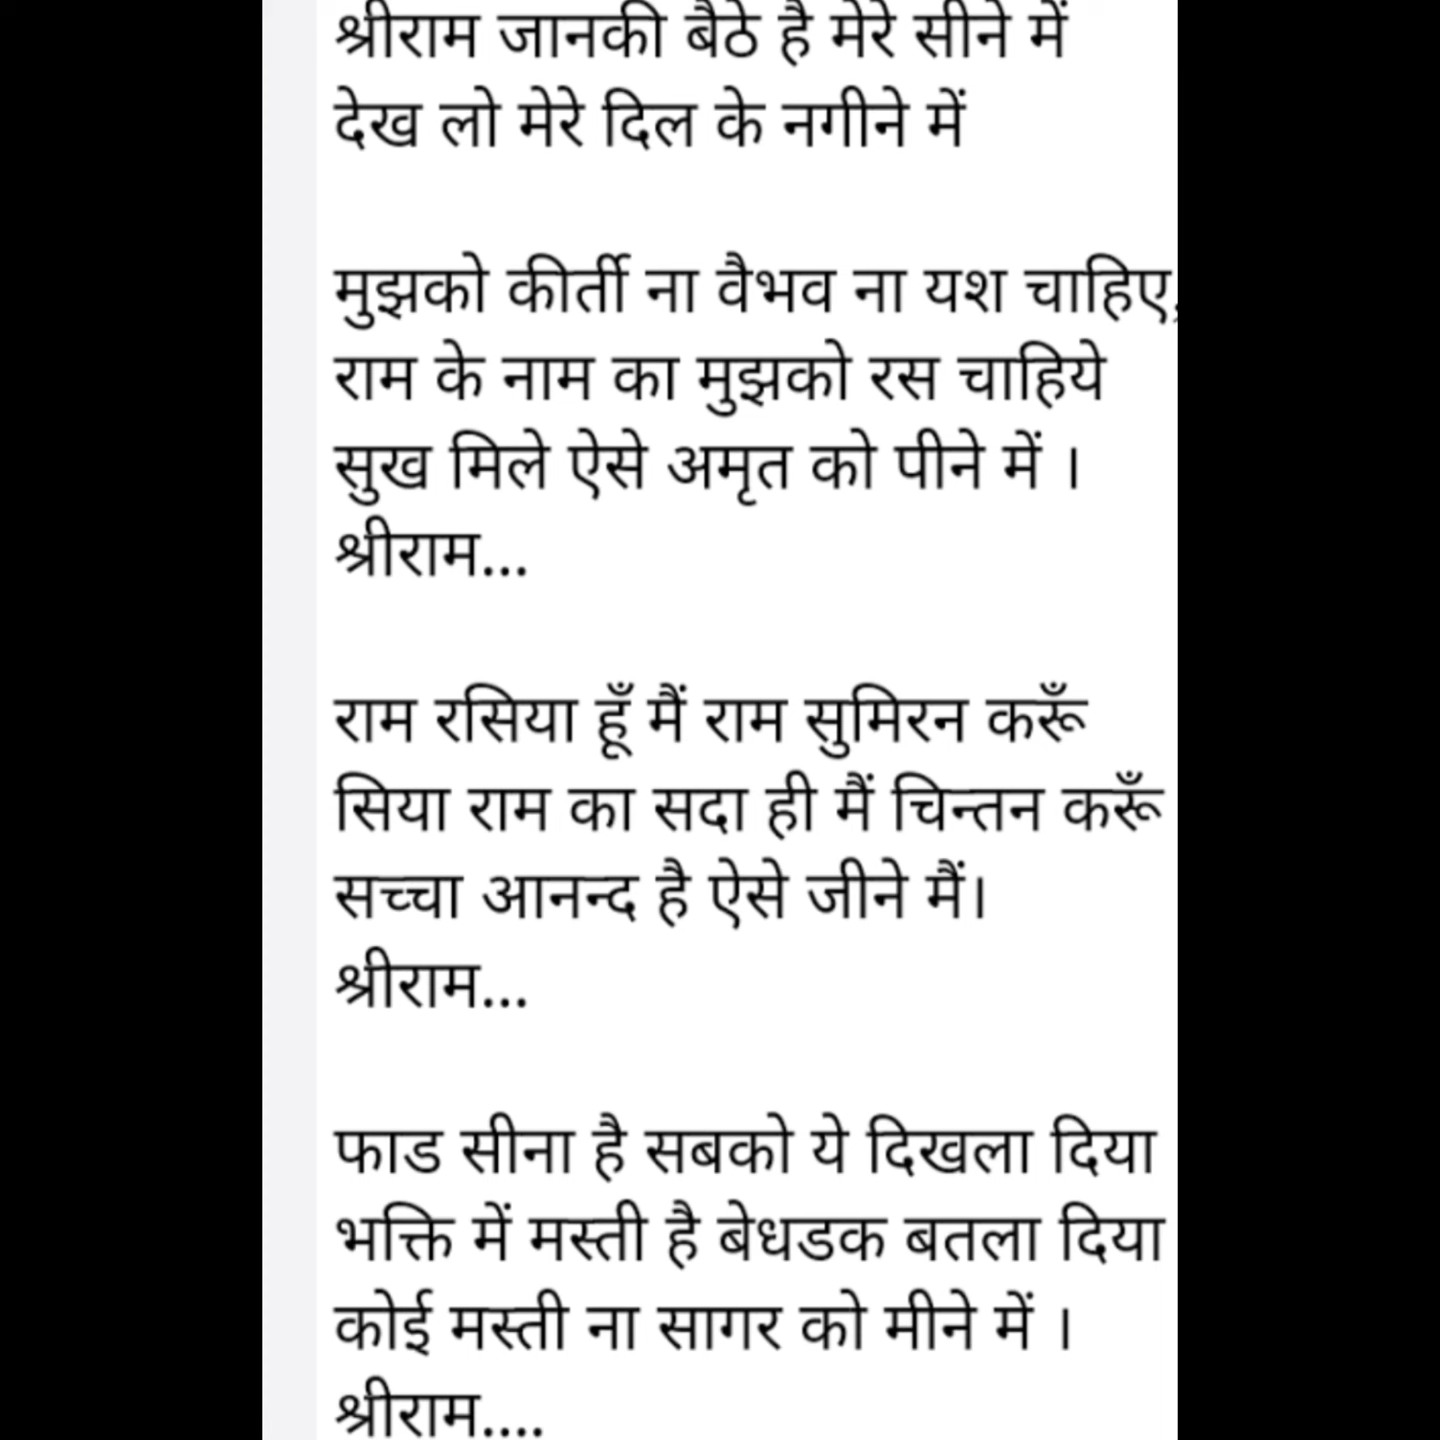 श्रीराम जानकी बैठे है मेरे सीने में
देख लो मेरे दिल के नगीने में
मुझको कीर्ती ना वैभव ना यश चाहिए,
राम के नाम का मुझको रस चाहिये
सुख मिले ऐसे अमृत को पीने में ।
श्रीराम...
राम रसिया हूँ मैं राम सुमिरन करूँ
सिया राम का सदा ही मैं चिन्तन करूँ
सच्चा आनन्द है ऐसे जीने मैं।
श्रीराम...
फाड सीना है सबको ये दिखला दिया
भक्ति में मस्ती है बेधडक बतला दिया
कोई मस्ती ना सागर को मीने में ।
श्रीराम....